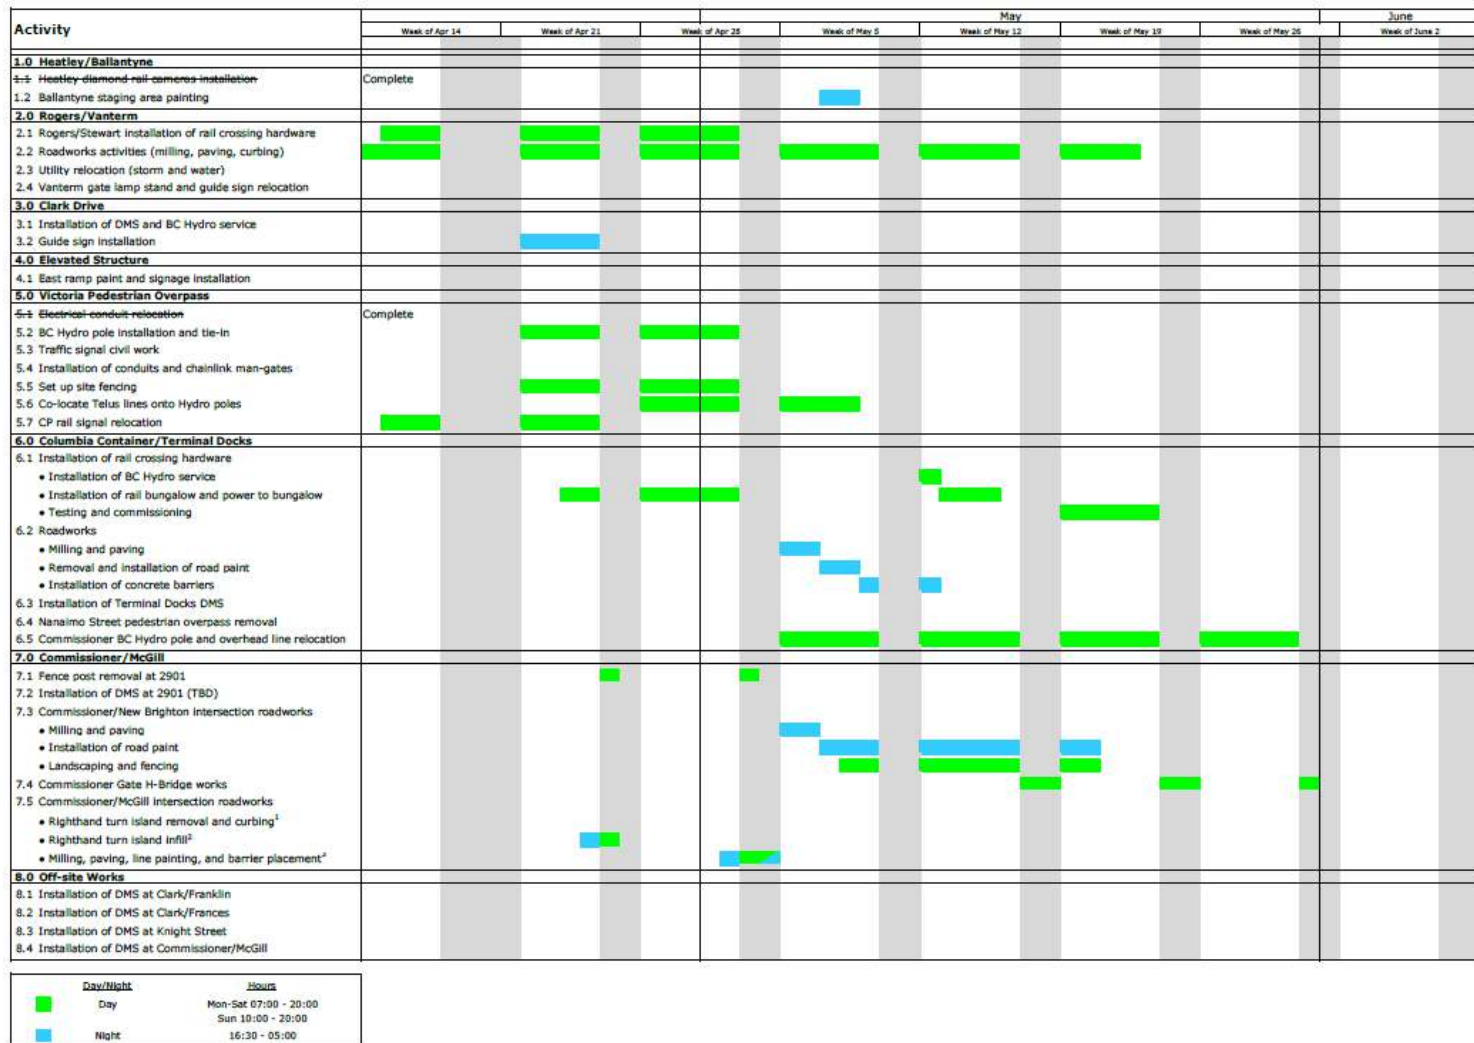 May
June
Activity
Week of Apr 14
Week of Apr 21
Week of Apr 28
Week of May 5
Week of May 12
Week of May 19
Week of May 26
Week of June 2
1.0 Heatley/Ballantyne
1.1 Heatley diamond rail cameras installation Complete
1.2 Ballantyne staging area painting
2.0 Rogers/Vanterm
2.1 Rogers/Stewart installation of rail crossing hardware
2.2 Roadworks activities (milling, paving, curbing)
2.3 Utility relocation (storm and water)
2.4 Vanterm gate lamp stand and guide sign relocation
3.0 Clark Drive
3.1 Installation of DMS and BC Hydro service
3.2 Guide sign installation
4.0 Elevated Structure
4.1 East ramp paint and signage installation
5.0 Victoria Pedestrian Overpass
5.1 Electrical conduit relocation Complete
5.2 BC Hydro pole installation and tie-in
5.3 Traffic signal civil work
5.4 Installation of conduits and chainlink man-gates
5.5 Set up site fencing
5.6 Co-locate Telus lines onto Hydro poles
5.7 CP rail signal relocation
6.0 Columbia Container/Terminal Docks
6.1 Installation of rail crossing hardware
• Installation of BC Hydro service
• Installation of rail bungalow and power to bungalow
• Testing and commissioning
6.2 Roadworks
• Milling and paving
• Removal and installation of road paint
• Installation of concrete barriers
6.3 Installation of Terminal Docks DMS
6.4 Nanaimo Street pedestrian overpass removal
6.5 Commissioner BC Hydro pole and overhead line relocation
7.0 Commissioner/McGill
7.1 Fence post removal at 2901
7.2 Installation of DMS at 2901 (TBD)
7.3 Commissioner/New Brighton intersection roadworks
• Milling and paving
• Installation of road paint
• Landscaping and fencing
7.4 Commissioner Gate H-Bridge works
7.5 Commissioner/McGill intersection roadworks
• Righthand turn island removal and curbing¹
• Righthand turn island infill²
• Milling, paving, line painting, and barrier placement²
8.0 Off-site Works
8.1 Installation of DMS at Clark/Franklin
8.2 Installation of DMS at Clark/Frances
8.3 Installation of DMS at Knight Street
8.4 Installation of DMS at Commissioner/McGill
Day/Night Hours
Day Mon-Sat 07:00 - 20:00
Sun 10:00 - 20:00
Night 16:30 - 05:00